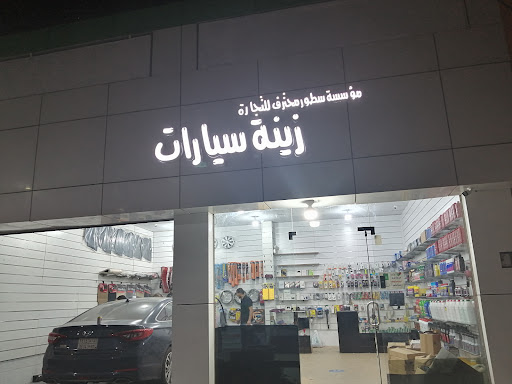 مؤسسة سطور محترف للتجارة
زينة سيارات